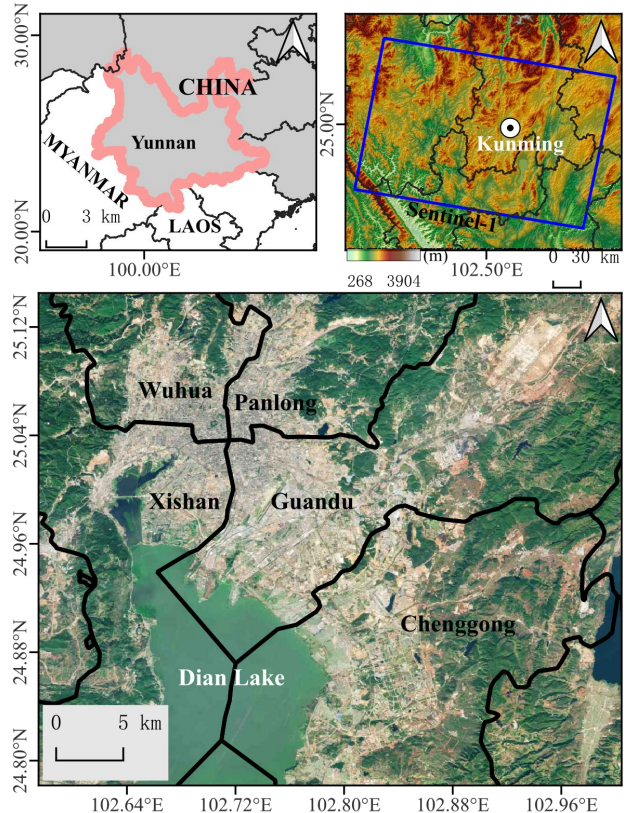 30.00°N
20.00°N
CHINA
Yunnan
MYANMAR
LAOS
0 3 km
100.00°E
25.00°N
Kunming
Sentinel-1
(m)
268 3904
102.50°E
0 30 km
25.12°N
25.04°N
24.96°N
24.88°N
24.80°N
Wuhua
Panlong
Xishan
Guandu
Chenggong
Dian Lake
0 5 km
102.64°E 102.72°E 102.80°E 102.88°E 102.96°E